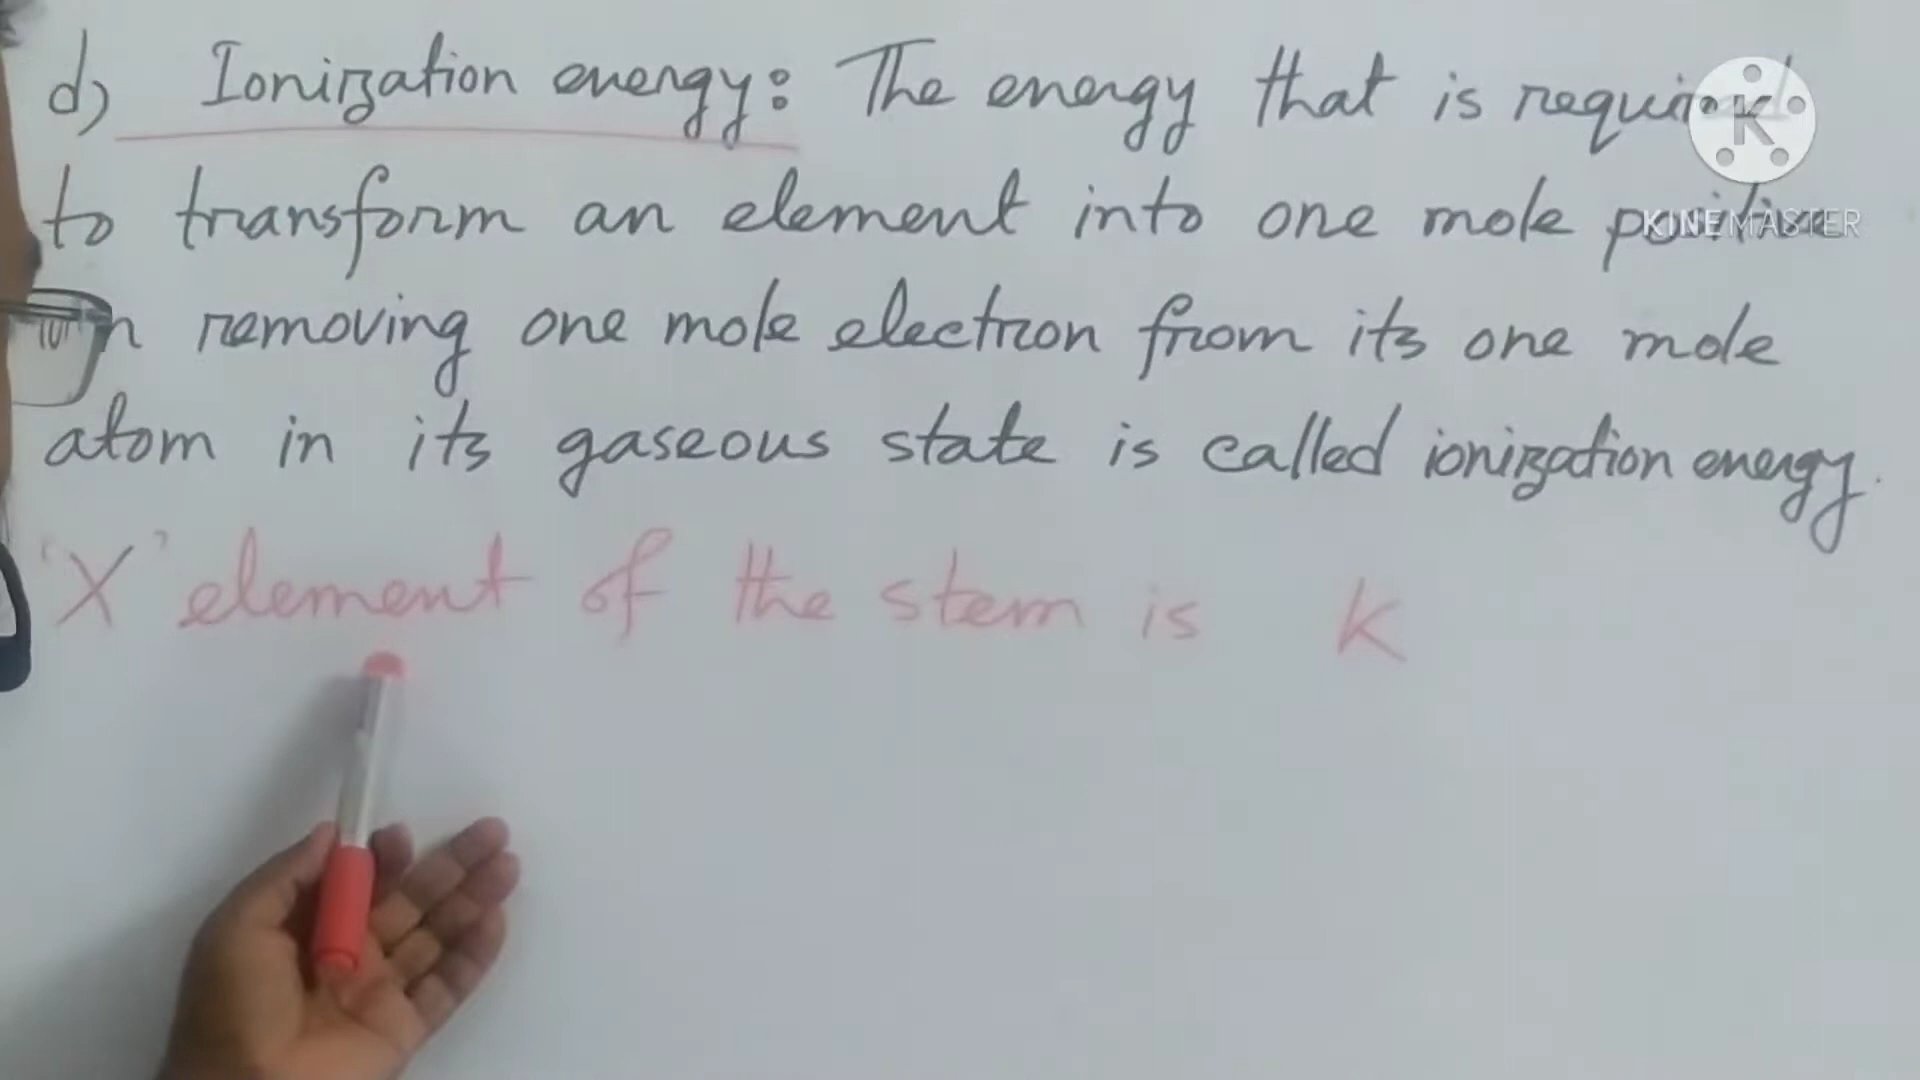 d) Ionization energy: The energy that is required
to transform an element into one mole positive
removing one mole electron from its one mole
atom in its gaseous state is called ionization energy.
'X' element of the stem is K
K
KINEMASTER